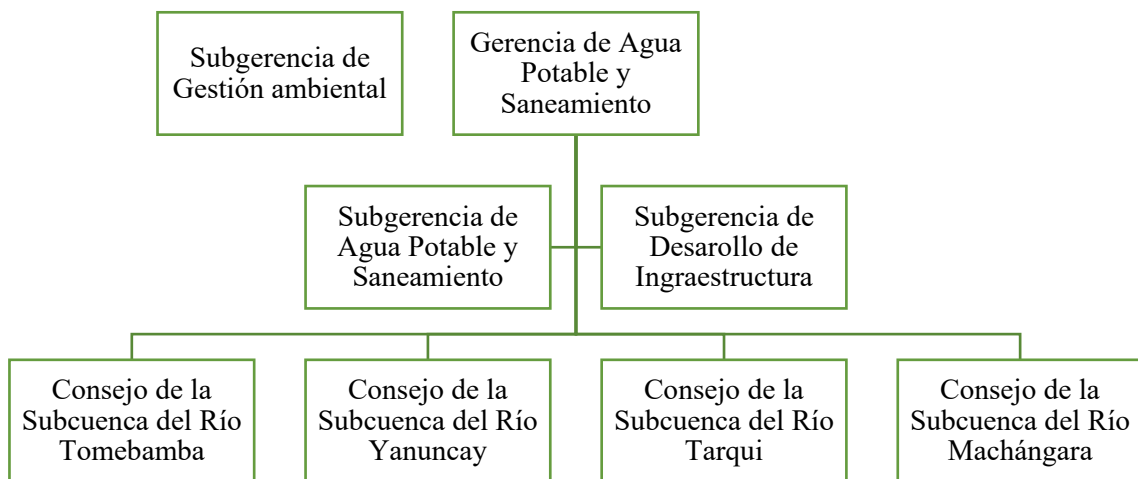 Subgerencia de
Gestión ambiental
Gerencia de Agua
Potable y
Saneamiento
Subgerencia de
Agua Potable y
Saneamiento
Subgerencia de
Desarollo de
Ingraestructura
Consejo de la
Subcuenca del Río
Tomebamba
Consejo de la
Subcuenca del Río
Yanuncay
Consejo de la
Subcuenca del Río
Tarqui
Consejo de la
Subcuenca del Río
Machángara